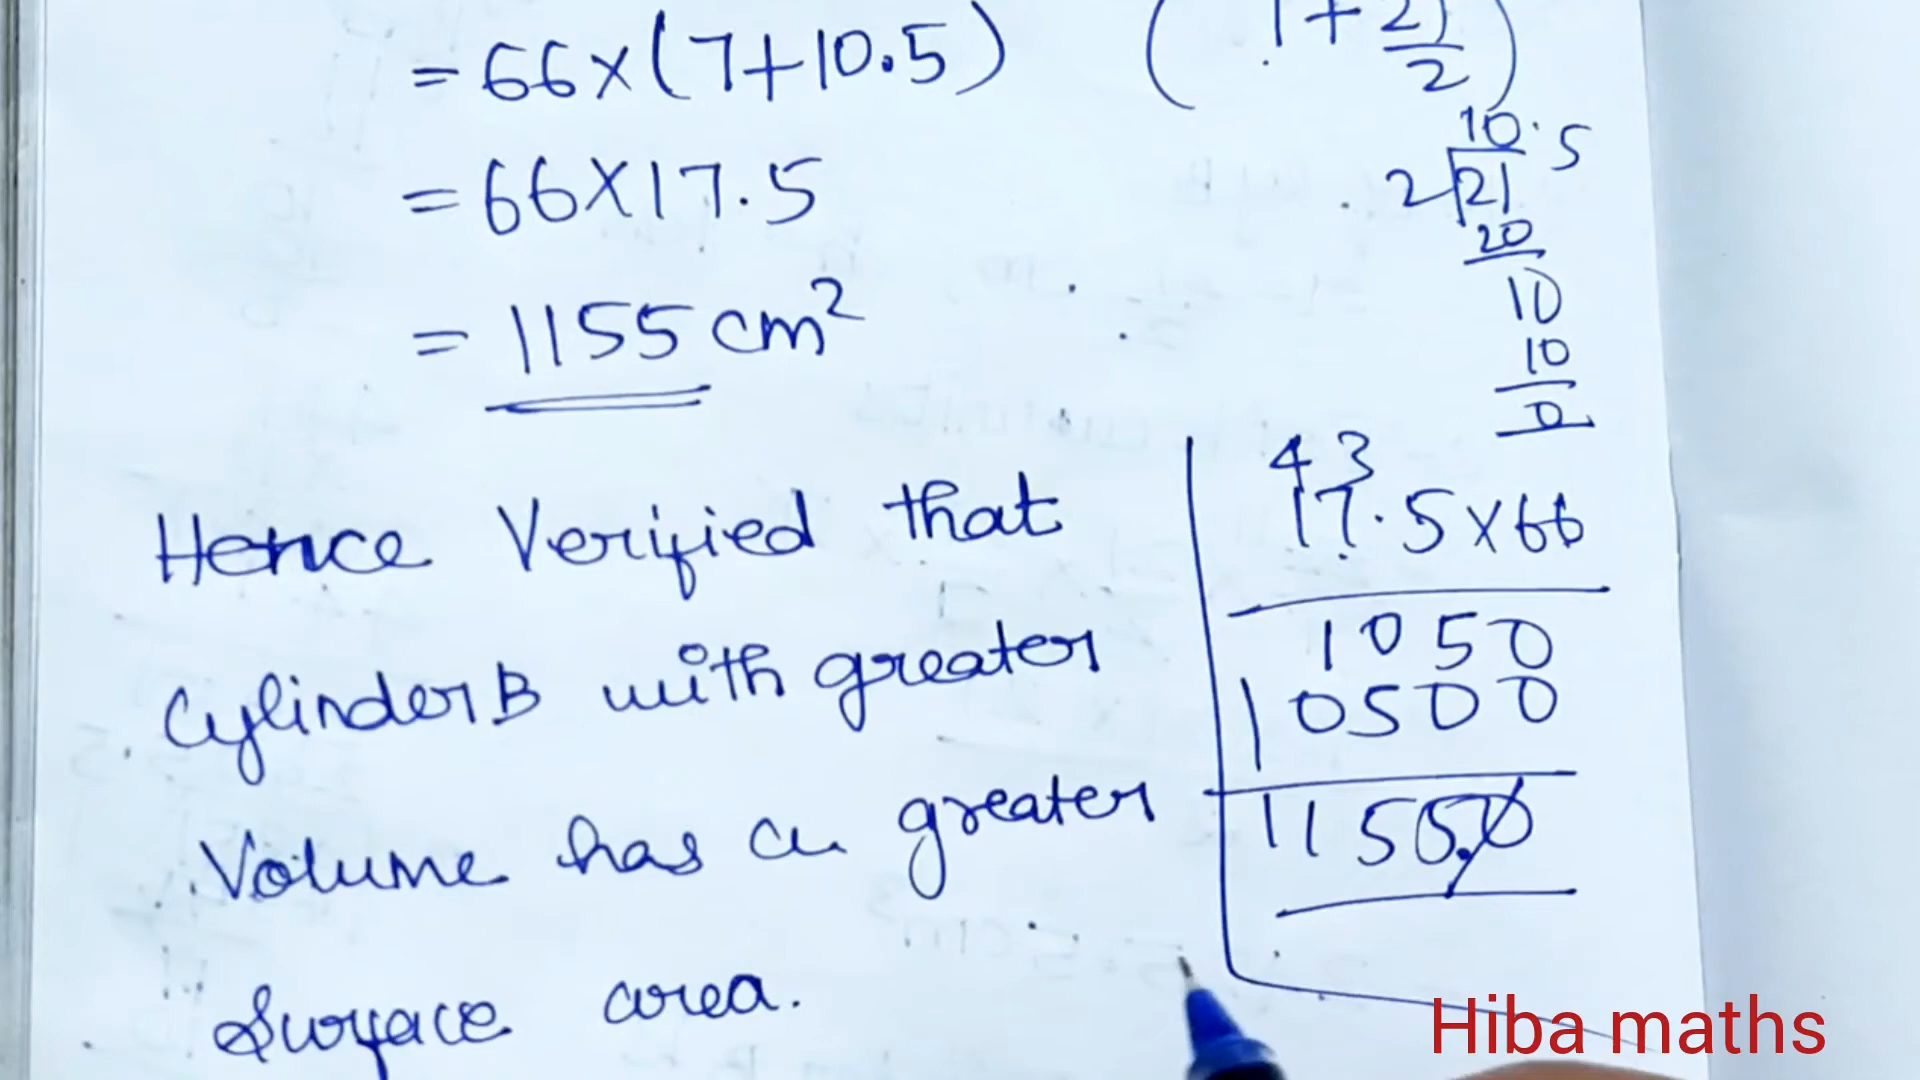 = 66×(7+10.5)
= 66×17.5
= 1155 cm²
Hence Verified that
cylinder B with greater
Volume has a greater
Surface area.
+ 21
2
10.5
2 21
20
10
10
0
4 3
17.5×66
1050
10500
1155.0
Hiba maths